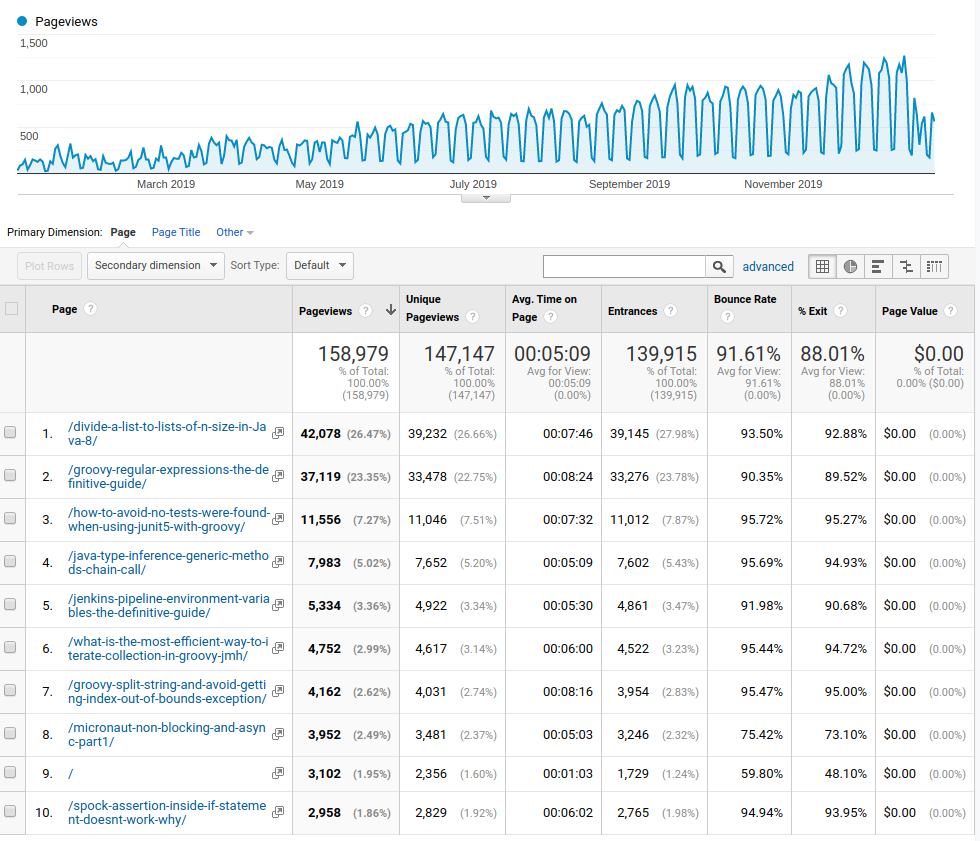 Pageviews
1,500
1,000
500
March 2019 May 2019 July 2019 September 2019 November 2019
Primary Dimension: Page Page Title Other
Plot Rows Secondary dimension Sort Type: Default advanced
Page ? Pageviews ? Unique Pageviews ? Avg. Time on Page ? Entrances ? Bounce Rate ? % Exit ? Page Value ?
158,979 147,147 00:05:09 139,915 91.61% 88.01% $0.00
% of Total: % of Total: Avg for View: % of Total: Avg for View: Avg for View: % of Total:
100.00% 100.00% 00:05:09 100.00% 91.61% 88.01% 0.00% ($0.00)
(158,979) (147,147) (0.00%) (139,915) (0.00%) (0.00%)
1. /divide-a-list-to-lists-of-n-size-in-Ja
va-8/
42,078 (26.47%) 39,232 (26.66%) 00:07:46 39,145 (27.98%) 93.50% 92.88% $0.00 (0.00%)
2. /groovy-regular-expressions-the-de
finitive-guide/
37,119 (23.35%) 33,478 (22.75%) 00:08:24 33,276 (23.78%) 90.35% 89.52% $0.00 (0.00%)
3. /how-to-avoid-no-tests-were-found-
when-using-junit5-with-groovy/
11,556 (7.27%) 11,046 (7.51%) 00:07:32 11,012 (7.87%) 95.72% 95.27% $0.00 (0.00%)
4. /java-type-inference-generic-metho
ds-chain-call/
7,983 (5.02%) 7,652 (5.20%) 00:05:09 7,602 (5.43%) 95.69% 94.93% $0.00 (0.00%)
5. /jenkins-pipeline-environment-varia
bles-the-definitive-guide/
5,334 (3.36%) 4,922 (3.34%) 00:05:30 4,861 (3.47%) 91.98% 90.68% $0.00 (0.00%)
6. /what-is-the-most-efficient-way-to-i
terate-collection-in-groovy-jmh/
4,752 (2.99%) 4,617 (3.14%) 00:06:00 4,522 (3.23%) 95.44% 94.72% $0.00 (0.00%)
7. /groovy-split-string-and-avoid-getti
ng-index-out-of-bounds-exception/
4,162 (2.62%) 4,031 (2.74%) 00:08:16 3,954 (2.83%) 95.47% 95.00% $0.00 (0.00%)
8. /micronaut-non-blocking-and-asyn
c-part1/
3,952 (2.49%) 3,481 (2.37%) 00:05:03 3,246 (2.32%) 75.42% 73.10% $0.00 (0.00%)
9. / 3,102 (1.95%) 2,356 (1.60%) 00:01:03 1,729 (1.24%) 59.80% 48.10% $0.00 (0.00%)
10. /spock-assertion-inside-if-stateme
nt-doesnt-work-why/
2,958 (1.86%) 2,829 (1.92%) 00:06:02 2,765 (1.98%) 94.94% 93.95% $0.00 (0.00%)